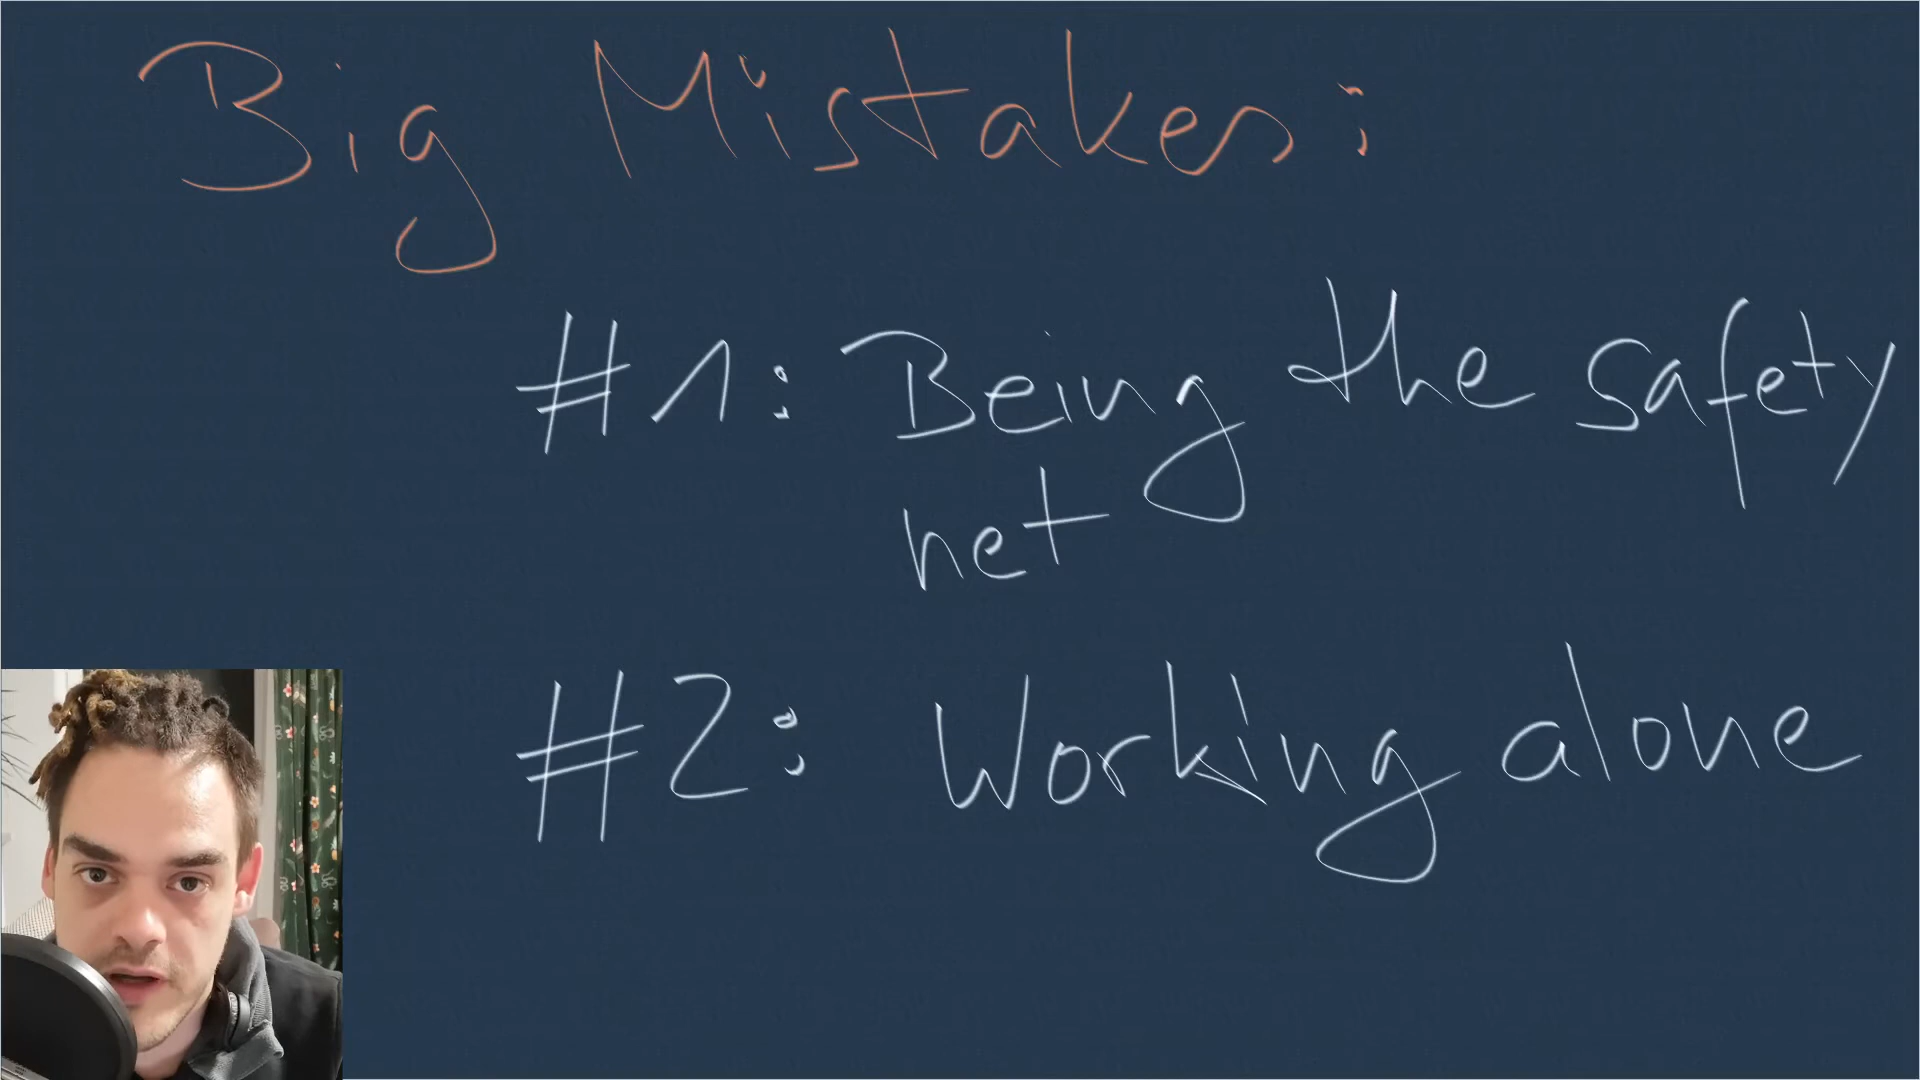 Big Mistakes:
#1: Being the safety
net
#2: Working alone